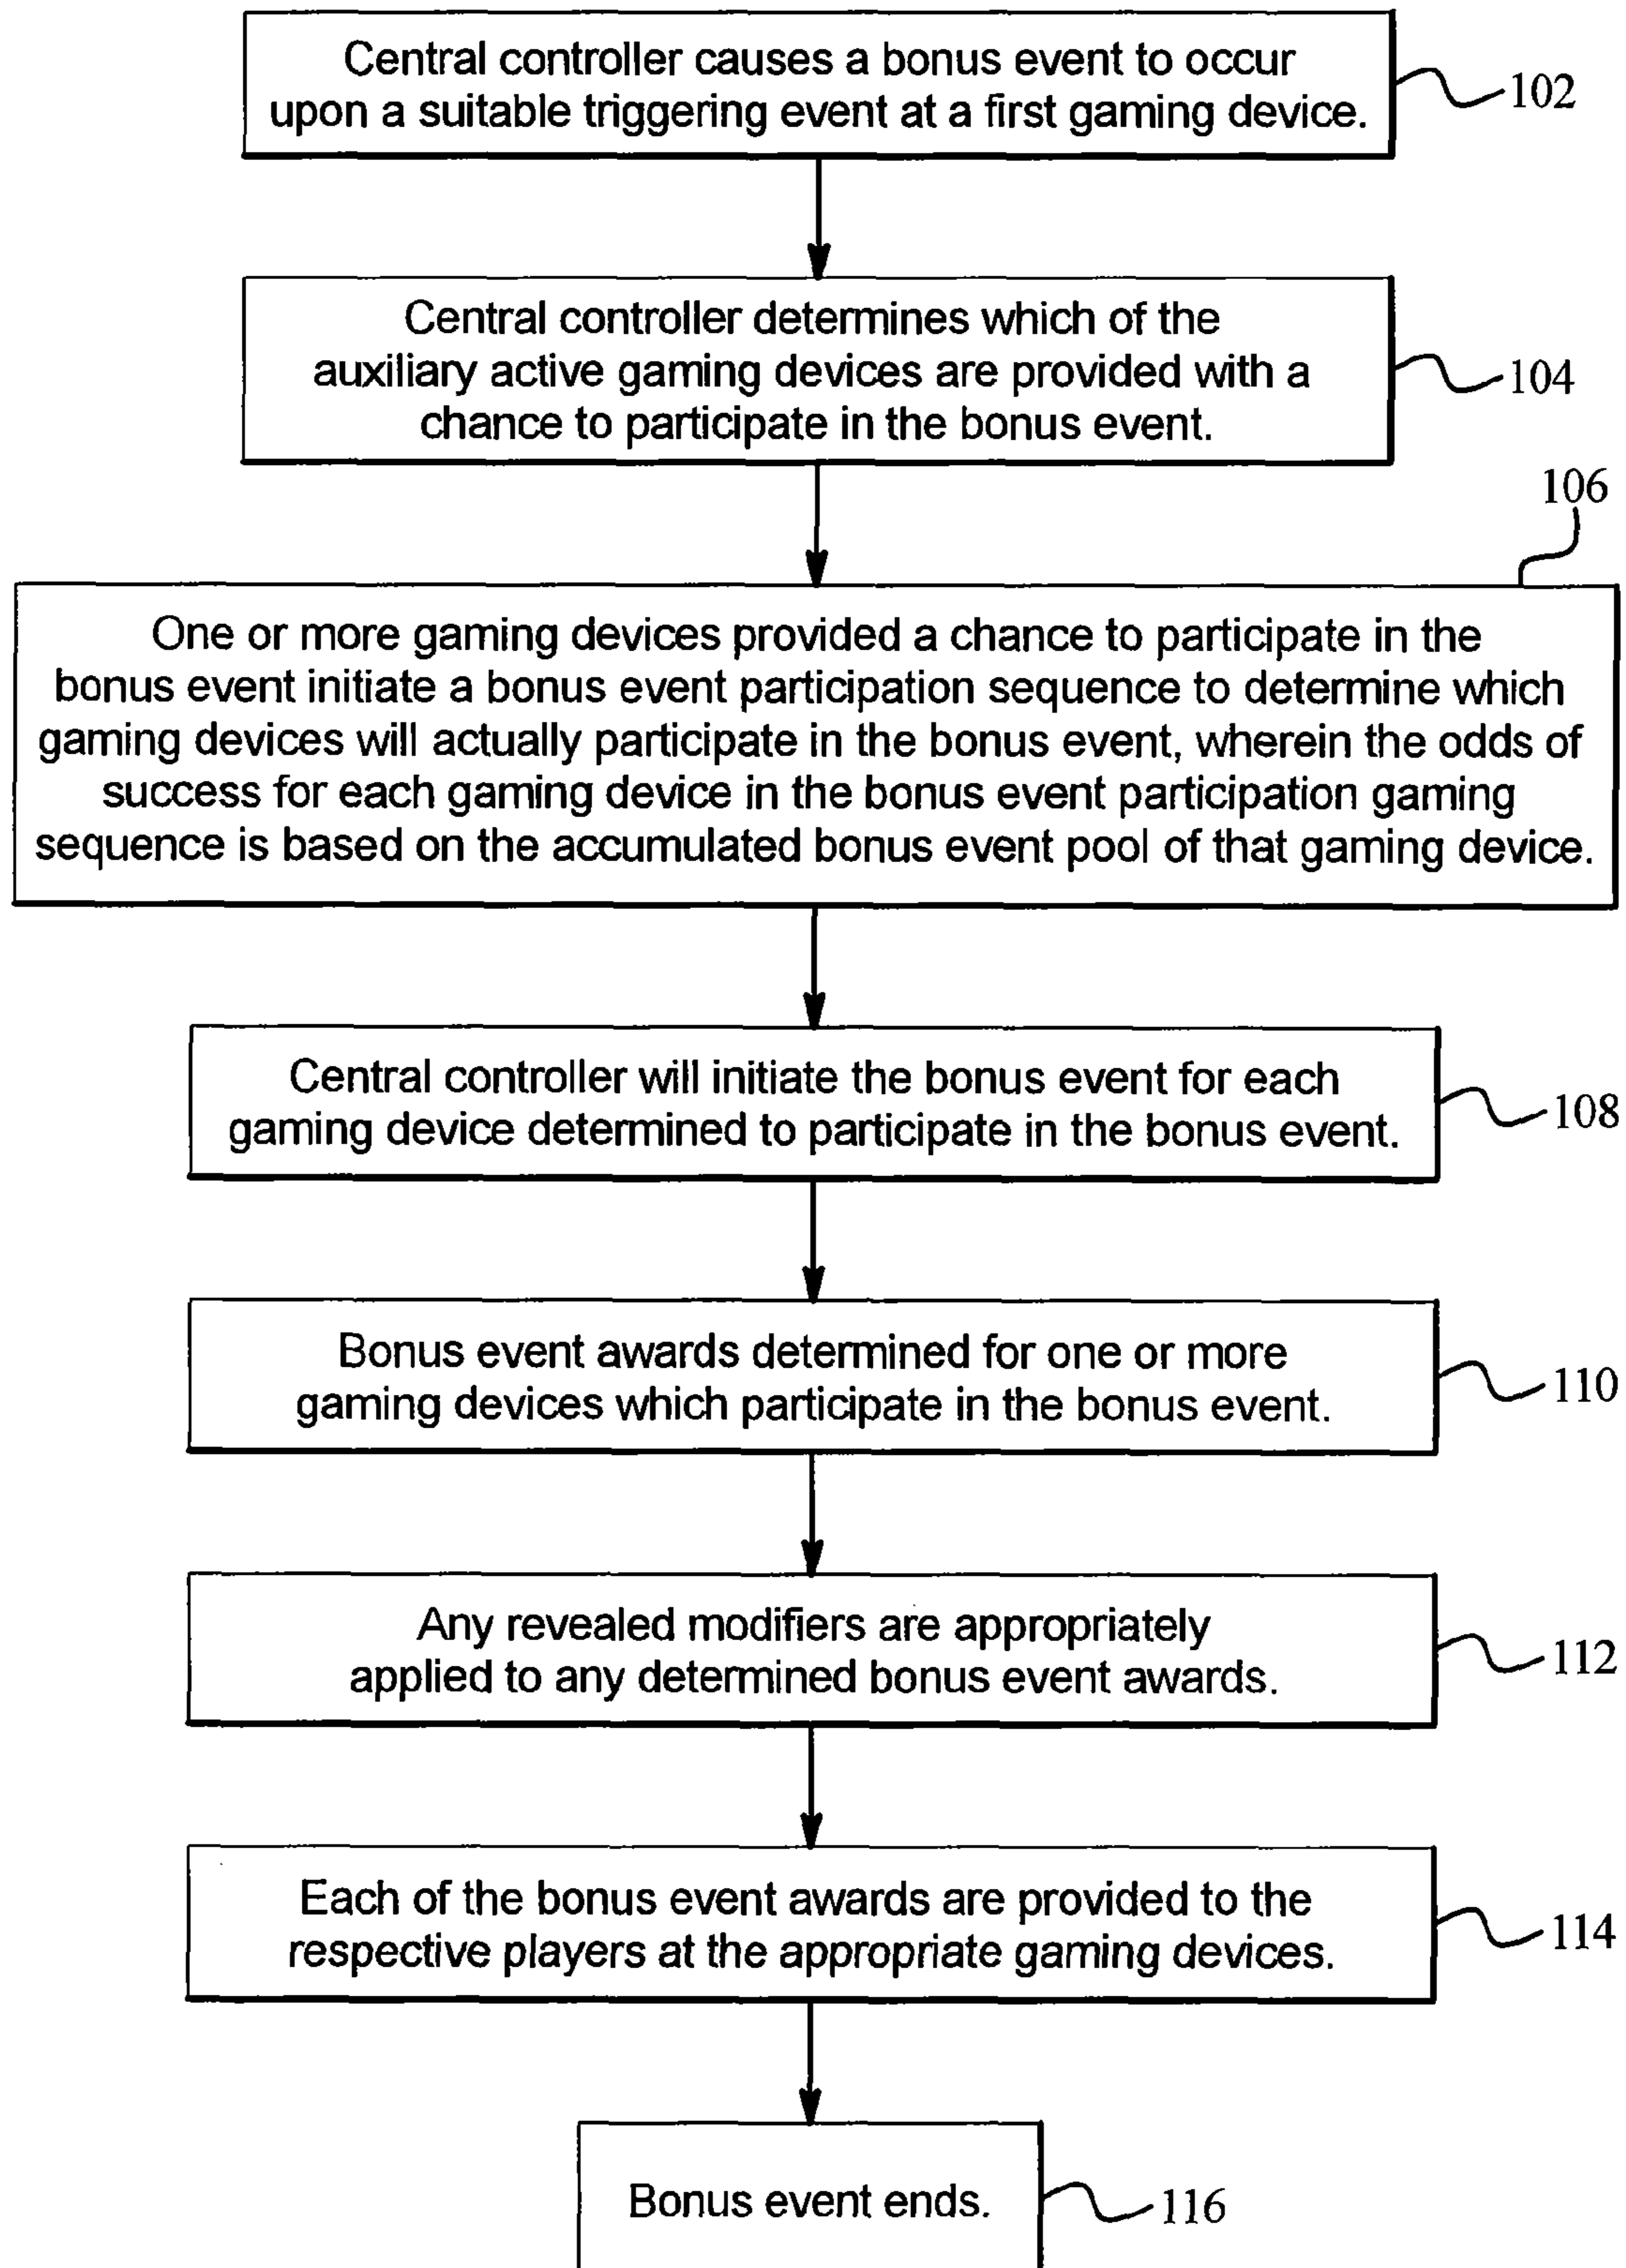 Central controller causes a bonus event to occur
upon a suitable triggering event at a first gaming device.
102
Central controller determines which of the
auxiliary active gaming devices are provided with a
chance to participate in the bonus event.
104
106
One or more gaming devices provided a chance to participate in the
bonus event initiate a bonus event participation sequence to determine which
gaming devices will actually participate in the bonus event, wherein the odds of
success for each gaming device in the bonus event participation gaming
sequence is based on the accumulated bonus event pool of that gaming device.
Central controller will initiate the bonus event for each
gaming device determined to participate in the bonus event.
108
Bonus event awards determined for one or more
gaming devices which participate in the bonus event.
110
Any revealed modifiers are appropriately
applied to any determined bonus event awards.
112
Each of the bonus event awards are provided to the
respective players at the appropriate gaming devices.
114
Bonus event ends.
116